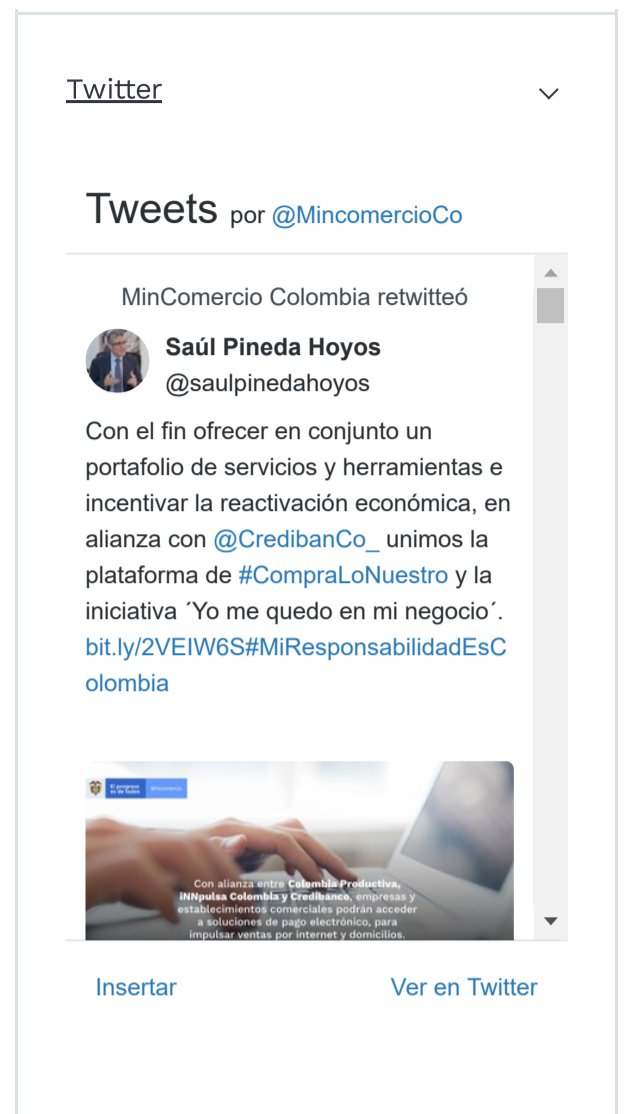 Twitter
Tweets por @MincomercioCo
MinComercio Colombia retwitteó
Saúl Pineda Hoyos
@saulpinedahoyos
Con el fin ofrecer en conjunto un
portafolio de servicios y herramientas e
incentivar la reactivación económica, en
alianza con @CredibanCo_ unimos la
plataforma de #CompraLoNuestro y la
iniciativa ´Yo me quedo en mi negocio´.
bit.ly/2VEIW6S#MiResponsabilidadEsC
olombia
El progreso
es de todos
Mincomercio
Con alianza entre Colombia Productiva,
iNNpulsa Colombia y Credibanco, empresas y
establecimientos comerciales podrán acceder
a soluciones de pago electrónico, para
impulsar ventas por internet y domicilios.
Insertar
Ver en Twitter